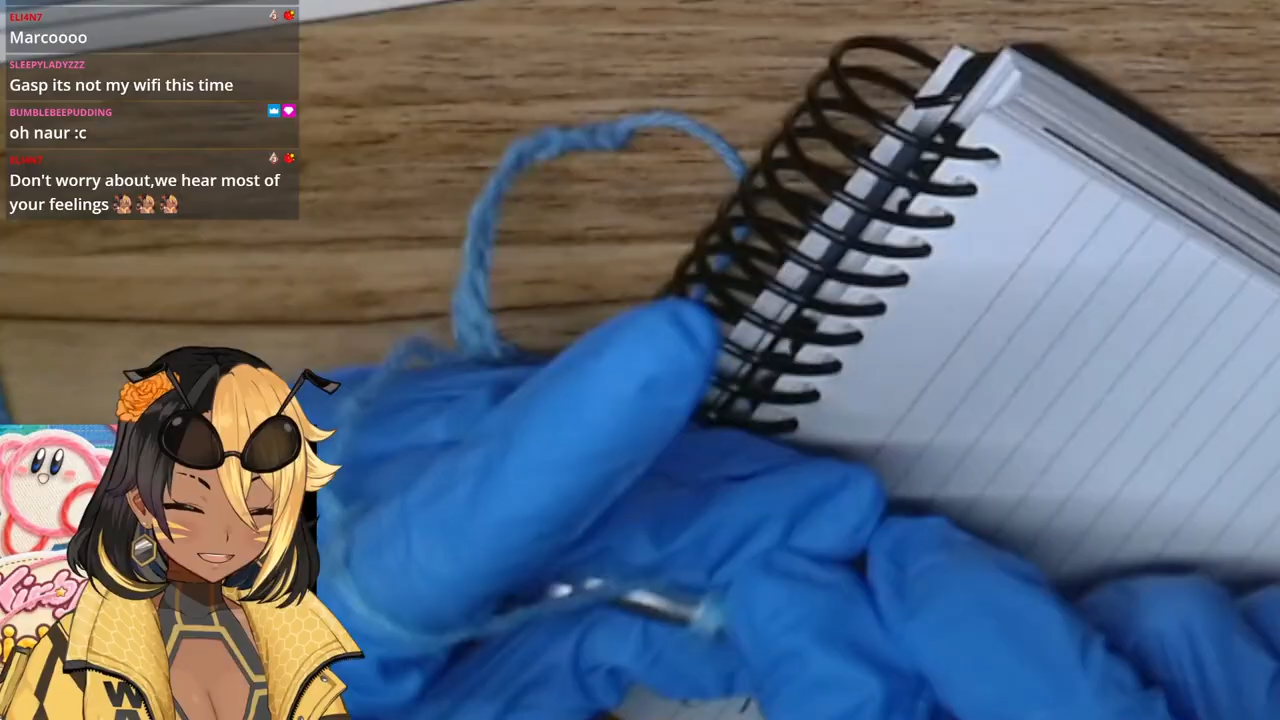 ELI4N7
Marcoooo
SLEEPYLADYZZZ
Gasp its not my wifi this time
BUMBLEBEEPUDDING
oh naur :c
ELI4N7
Don't worry about,we hear most of
your feelings
Kirby